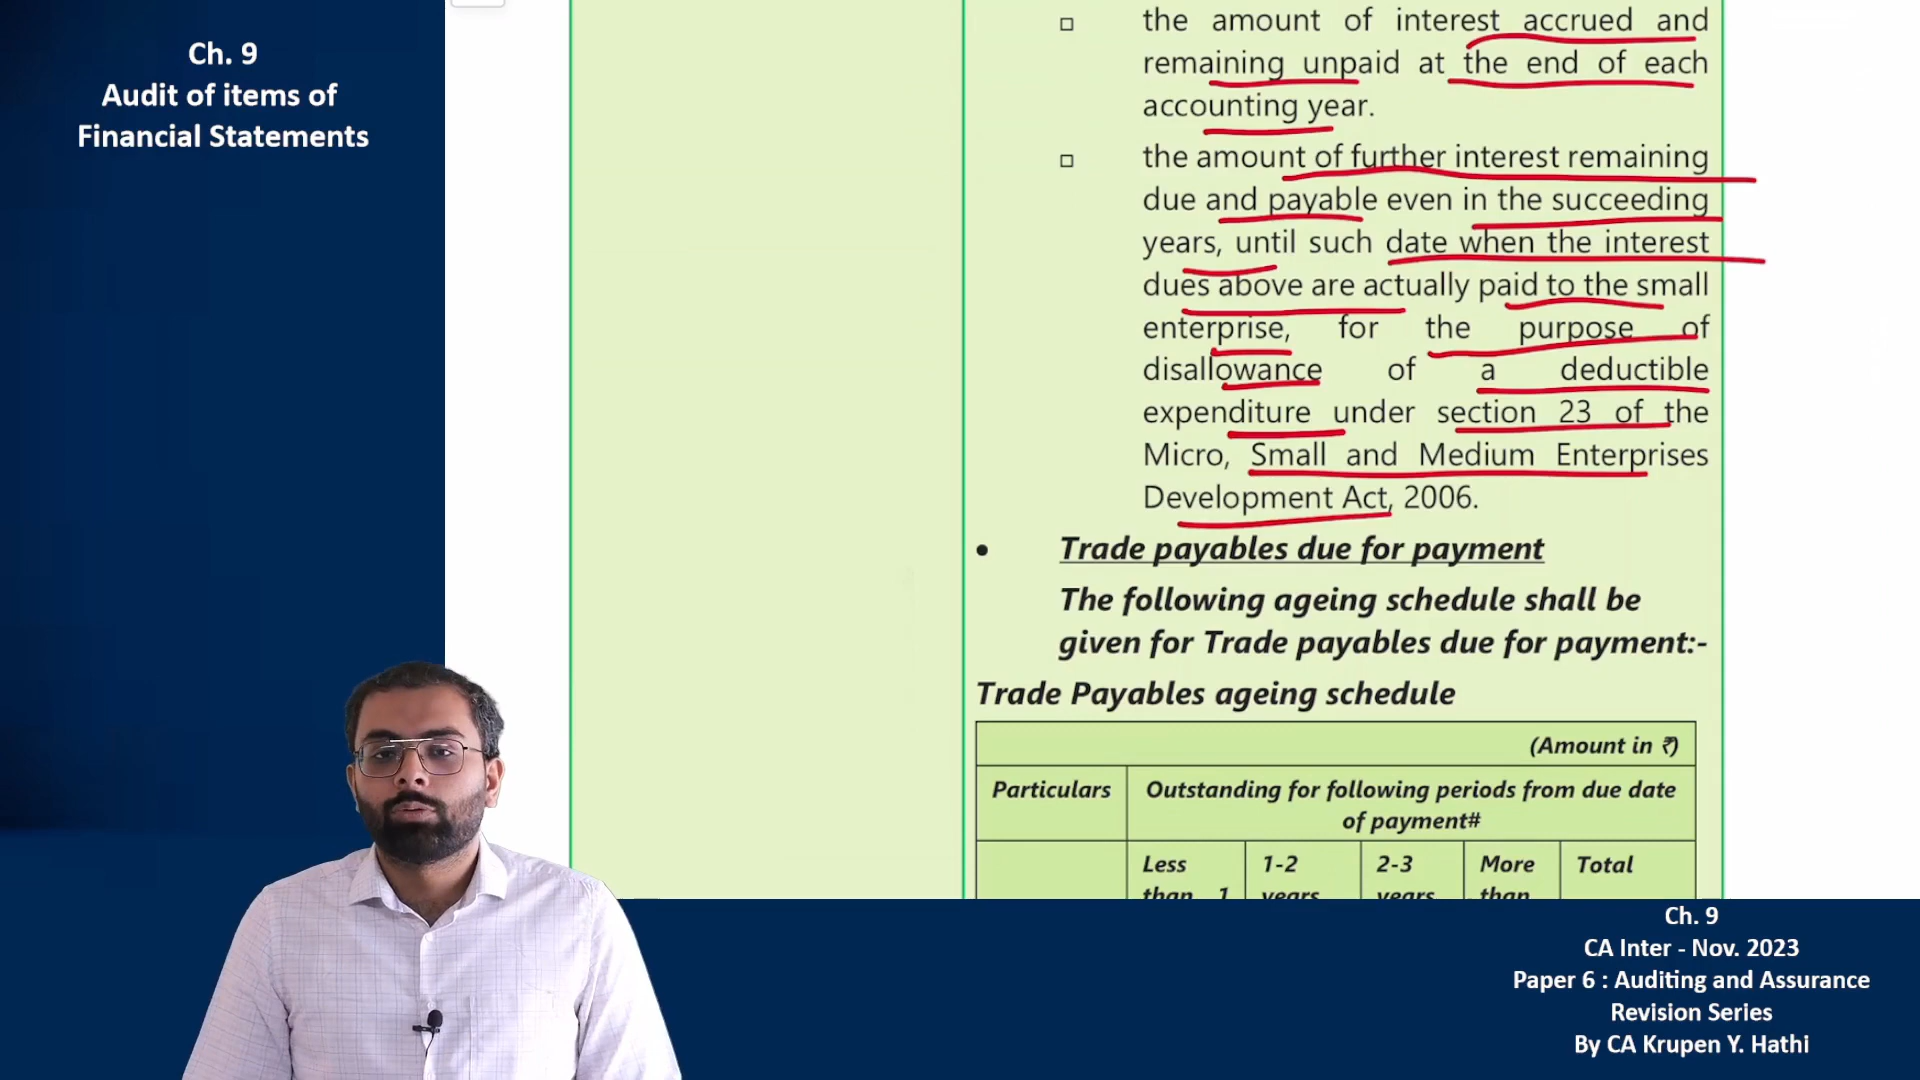 Ch. 9
Audit of items of
Financial Statements
▫ the amount of interest accrued and
remaining unpaid at the end of each
accounting year.
▫ the amount of further interest remaining
due and payable even in the succeeding
years, until such date when the interest
dues above are actually paid to the small
enterprise, for the purpose of
disallowance of a deductible
expenditure under section 23 of the
Micro, Small and Medium Enterprises
Development Act, 2006.
• Trade payables due for payment
The following ageing schedule shall be
given for Trade payables due for payment:-
Trade Payables ageing schedule
(Amount in ₹)
Particulars Outstanding for following periods from due date
of payment#
Less 1-2 2-3 More Total
than 1 years years than
Ch. 9
CA Inter - Nov. 2023
Paper 6 : Auditing and Assurance
Revision Series
By CA Krupen Y. Hathi